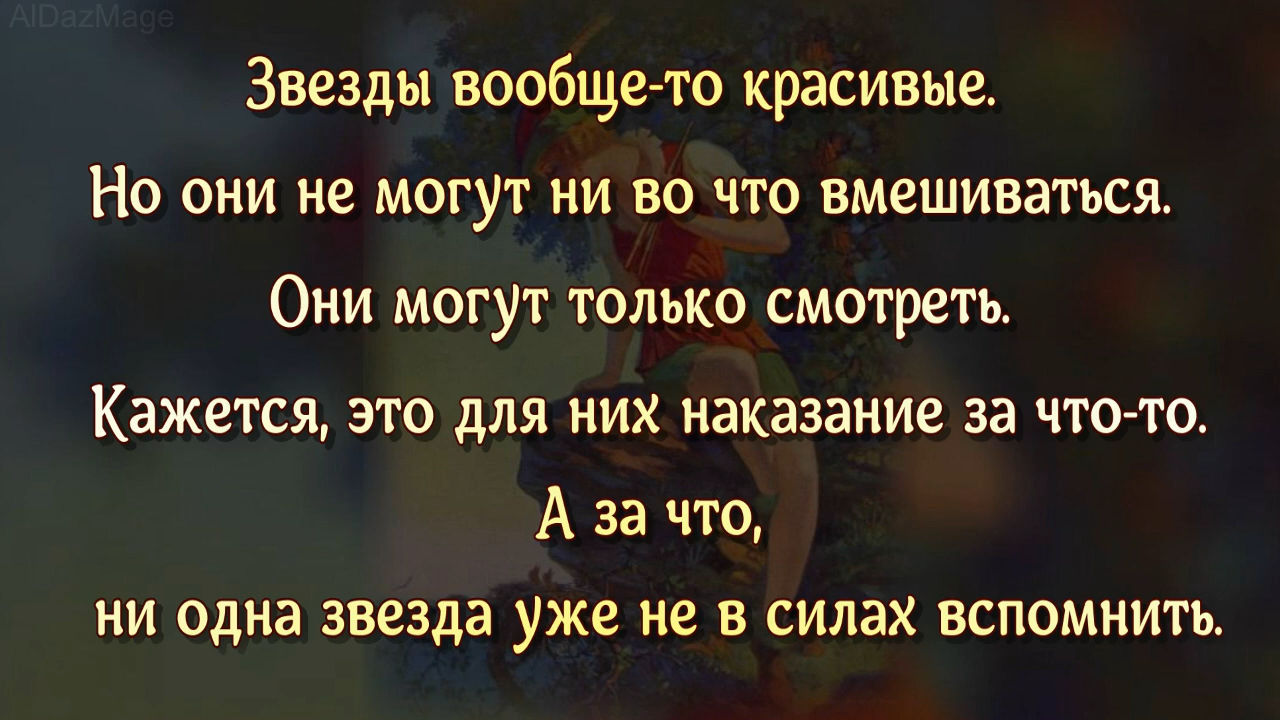 AlDazMage
Звезды вообще-то красивые.
Но они не могут ни во что вмешиваться.
Они могут только смотреть.
Кажется, это для них наказание за что-то.
А за что,
ни одна звезда уже не в силах вспомнить.